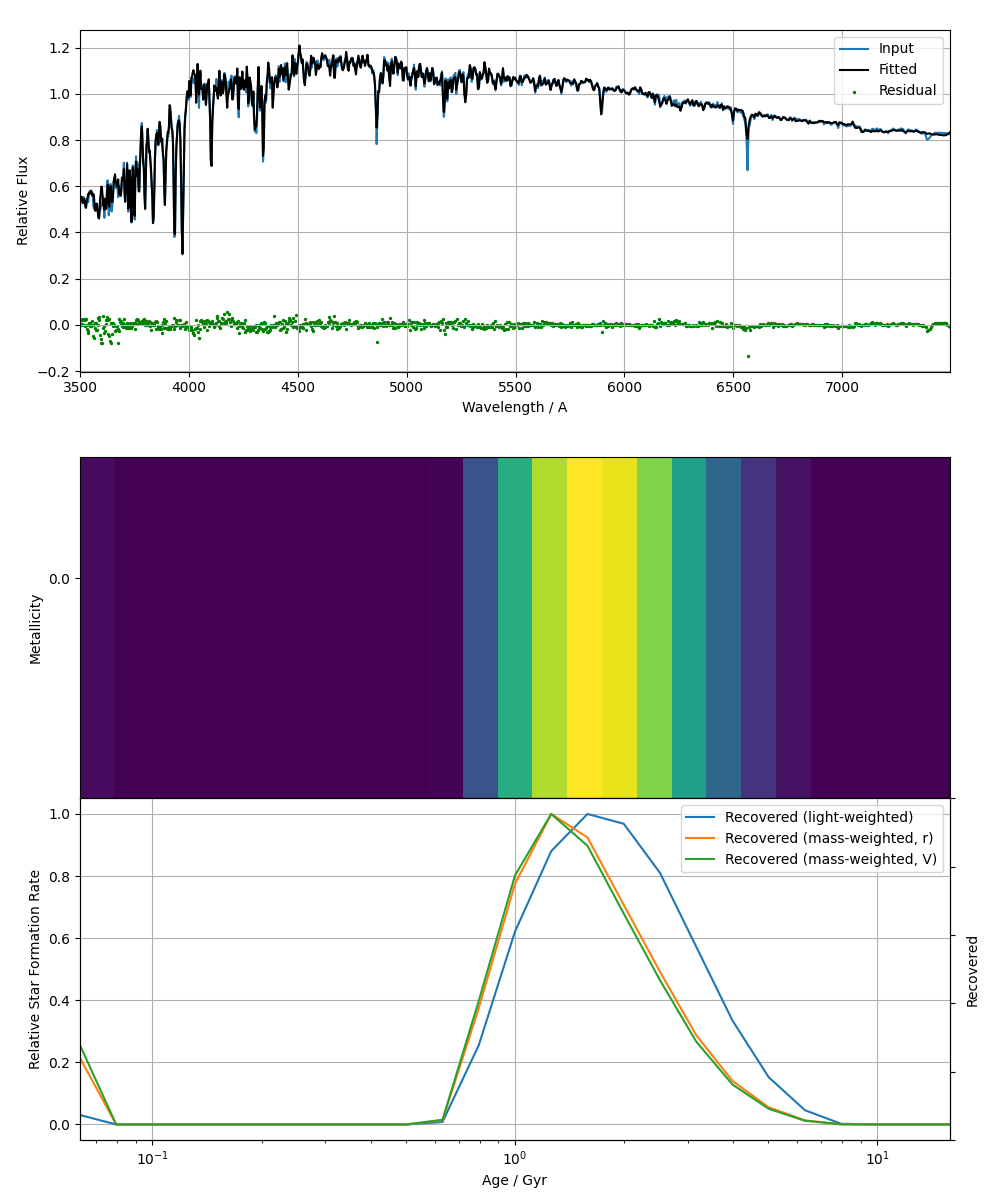 1.2
1.0
0.8
0.6
0.4
0.2
0.0
−0.2
Relative Flux
Input
Fitted
Residual
3500 4000 4500 5000 5500 6000 6500 7000
Wavelength / A
0.0
Metallicity
1.0
0.8
0.6
0.4
0.2
0.0
Relative Star Formation Rate
Recovered (light-weighted)
Recovered (mass-weighted, r)
Recovered (mass-weighted, V)
Recovered
10⁻¹ 10⁰ 10¹
Age / Gyr